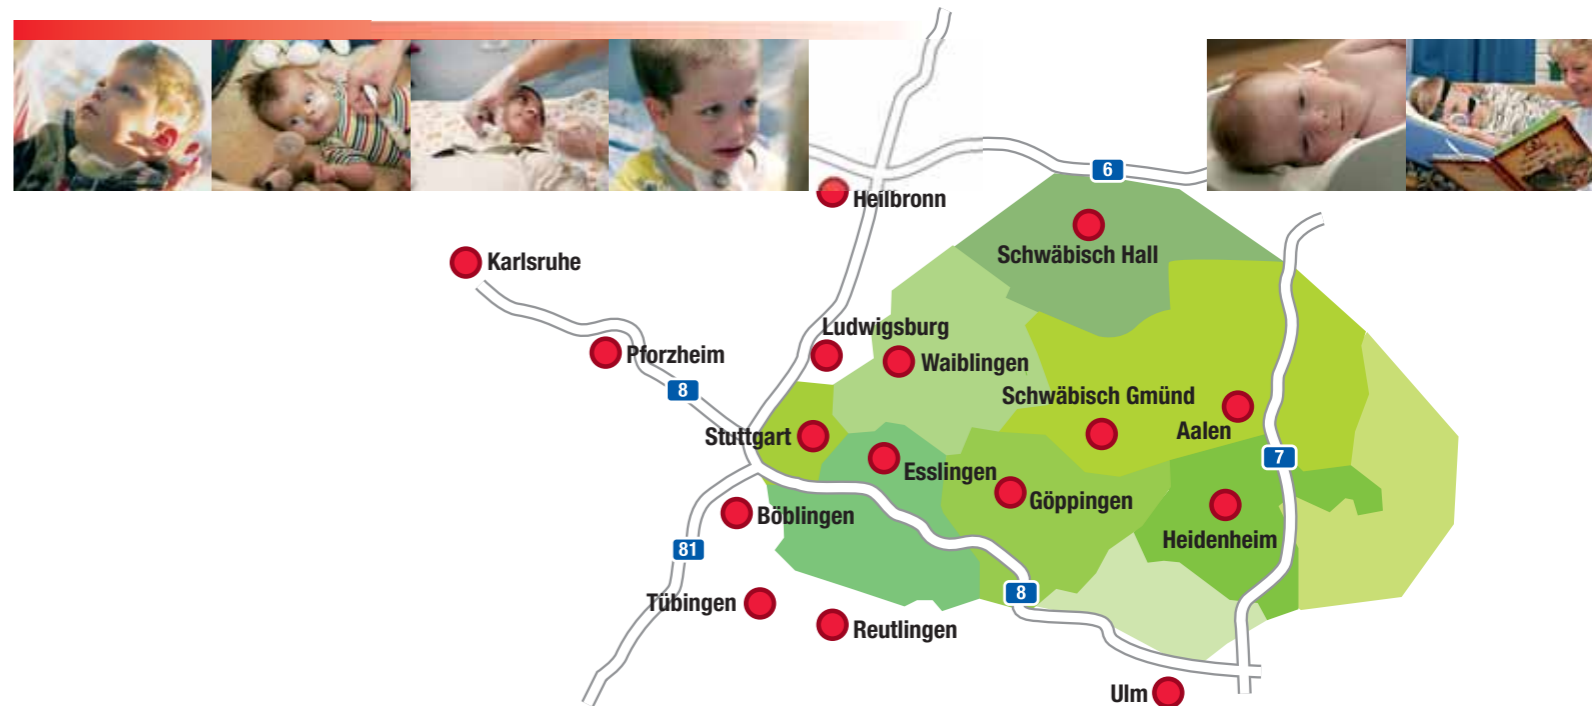 6
Heilbronn
Schwäbisch Hall
Karlsruhe
Ludwigsburg
Pforzheim
Waiblingen
8
Schwäbisch Gmünd
Aalen
Stuttgart
7
Esslingen
Göppingen
Böblingen
Heidenheim
81
8
Tübingen
Reutlingen
Ulm